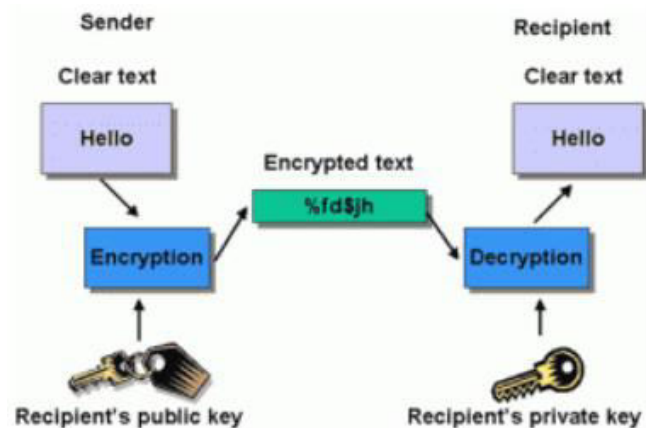 Sender
Recipient
Clear text
Clear text
Hello
Hello
Encrypted text
%fd$jh
Encryption
Decryption
Recipient's public key
Recipient's private key